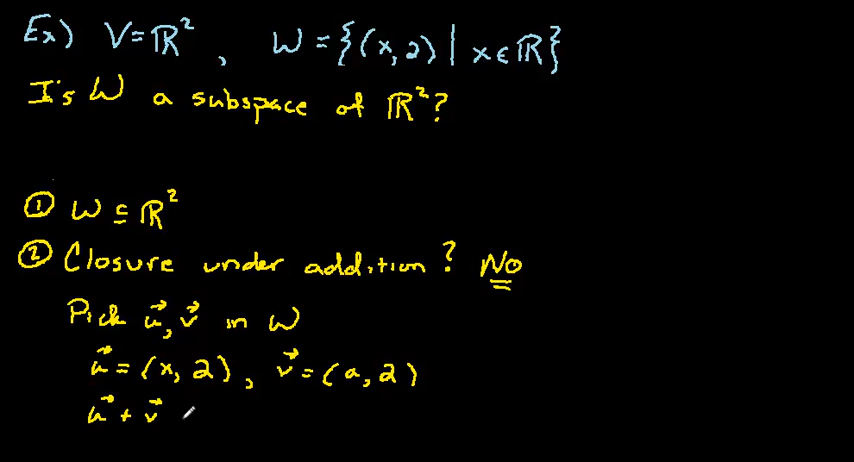 Ex) V=ℝ², W={(x,2)|x∈ℝ}
Is W a subspace of ℝ²?
① W⊆ℝ²
② Closure under addition? No
Pick u⃗, v⃗ in W
u⃗=(x,2), v⃗=(a,2)
u⃗+v⃗